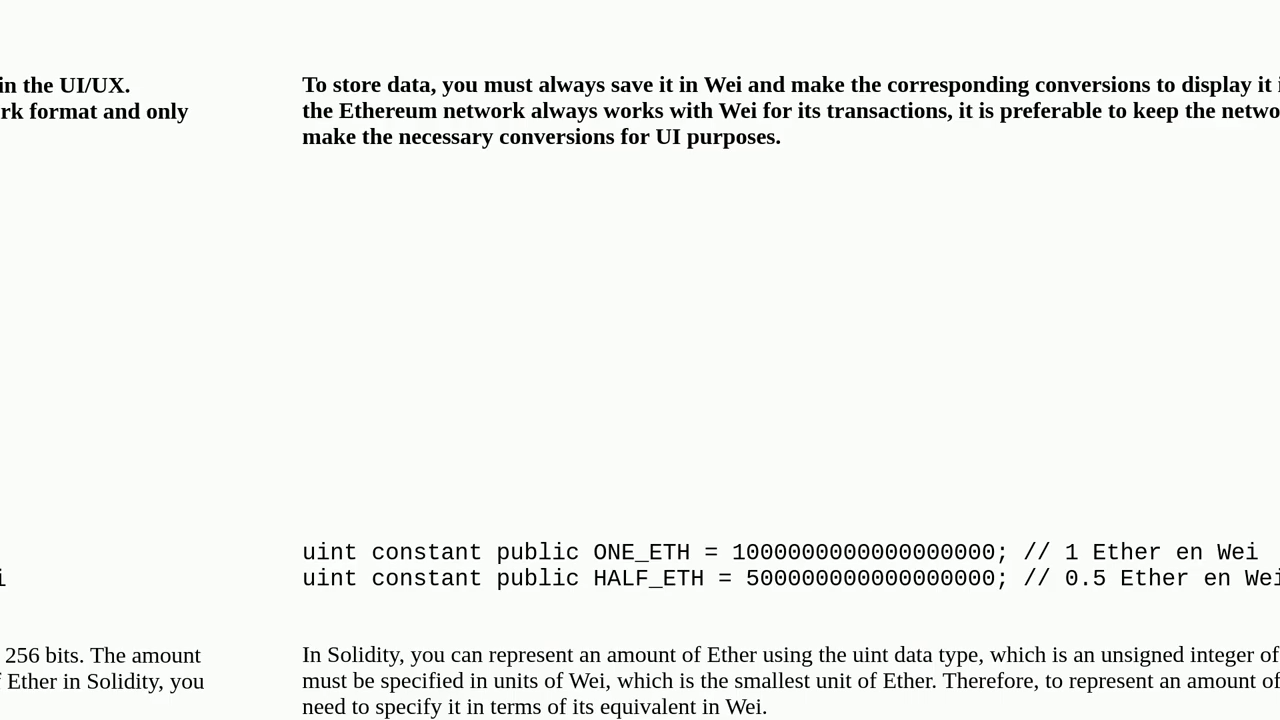 in the UI/UX.
rk format and only
i
256 bits. The amount
f Ether in Solidity, you
To store data, you must always save it in Wei and make the corresponding conversions to display it i
the Ethereum network always works with Wei for its transactions, it is preferable to keep the netwo
make the necessary conversions for UI purposes.
uint constant public ONE_ETH = 1000000000000000000; // 1 Ether en Wei
uint constant public HALF_ETH = 500000000000000000; // 0.5 Ether en Wei
In Solidity, you can represent an amount of Ether using the uint data type, which is an unsigned integer of
must be specified in units of Wei, which is the smallest unit of Ether. Therefore, to represent an amount of
need to specify it in terms of its equivalent in Wei.